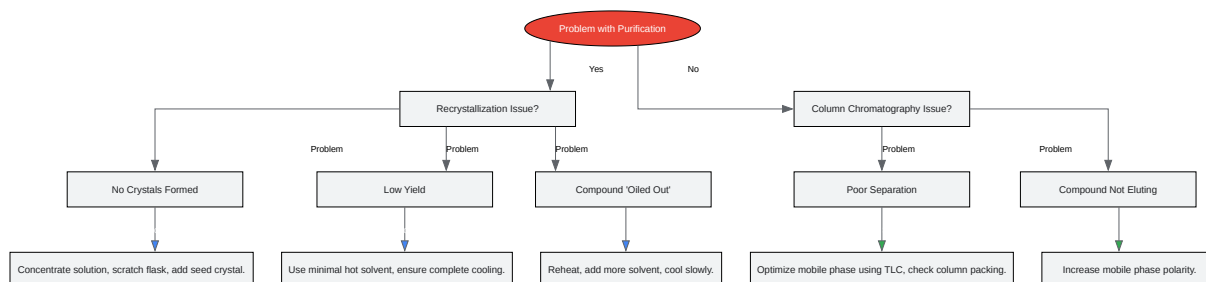 Problem with Purification
Yes
No
Recrystallization Issue?
Column Chromatography Issue?
Problem
Problem
Problem
Problem
Problem
No Crystals Formed
Low Yield
Compound 'Oiled Out'
Poor Separation
Compound Not Eluting
Concentrate solution, scratch flask, add seed crystal.
Use minimal hot solvent, ensure complete cooling.
Reheat, add more solvent, cool slowly.
Optimize mobile phase using TLC, check column packing.
Increase mobile phase polarity.